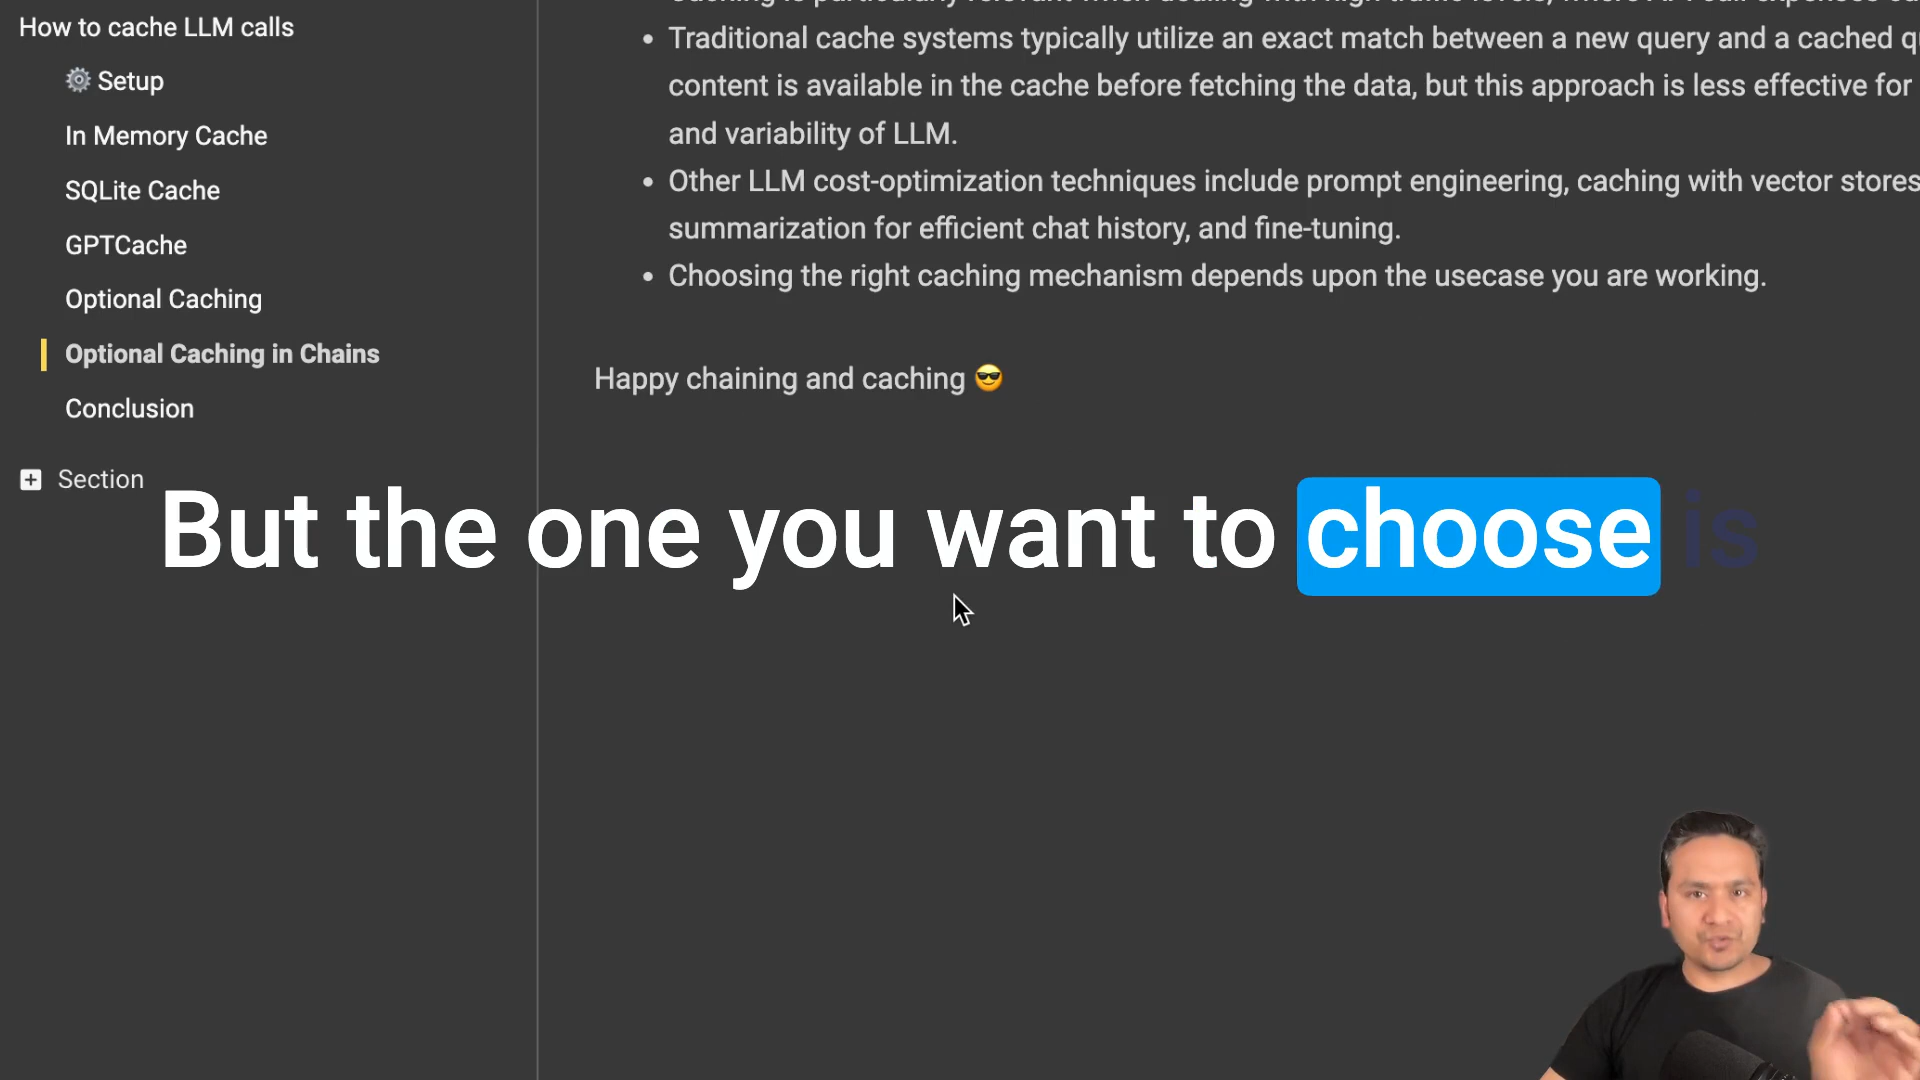 How to cache LLM calls
Setup
In Memory Cache
SQLite Cache
GPTCache
Optional Caching
Optional Caching in Chains
Conclusion
Section
Traditional cache systems typically utilize an exact match between a new query and a cached
content is available in the cache before fetching the data, but this approach is less effective for
and variability of LLM.
Other LLM cost-optimization techniques include prompt engineering, caching with vector stores
summarization for efficient chat history, and fine-tuning.
Choosing the right caching mechanism depends upon the usecase you are working.
Happy chaining and caching 😎
But the one you want to choose is